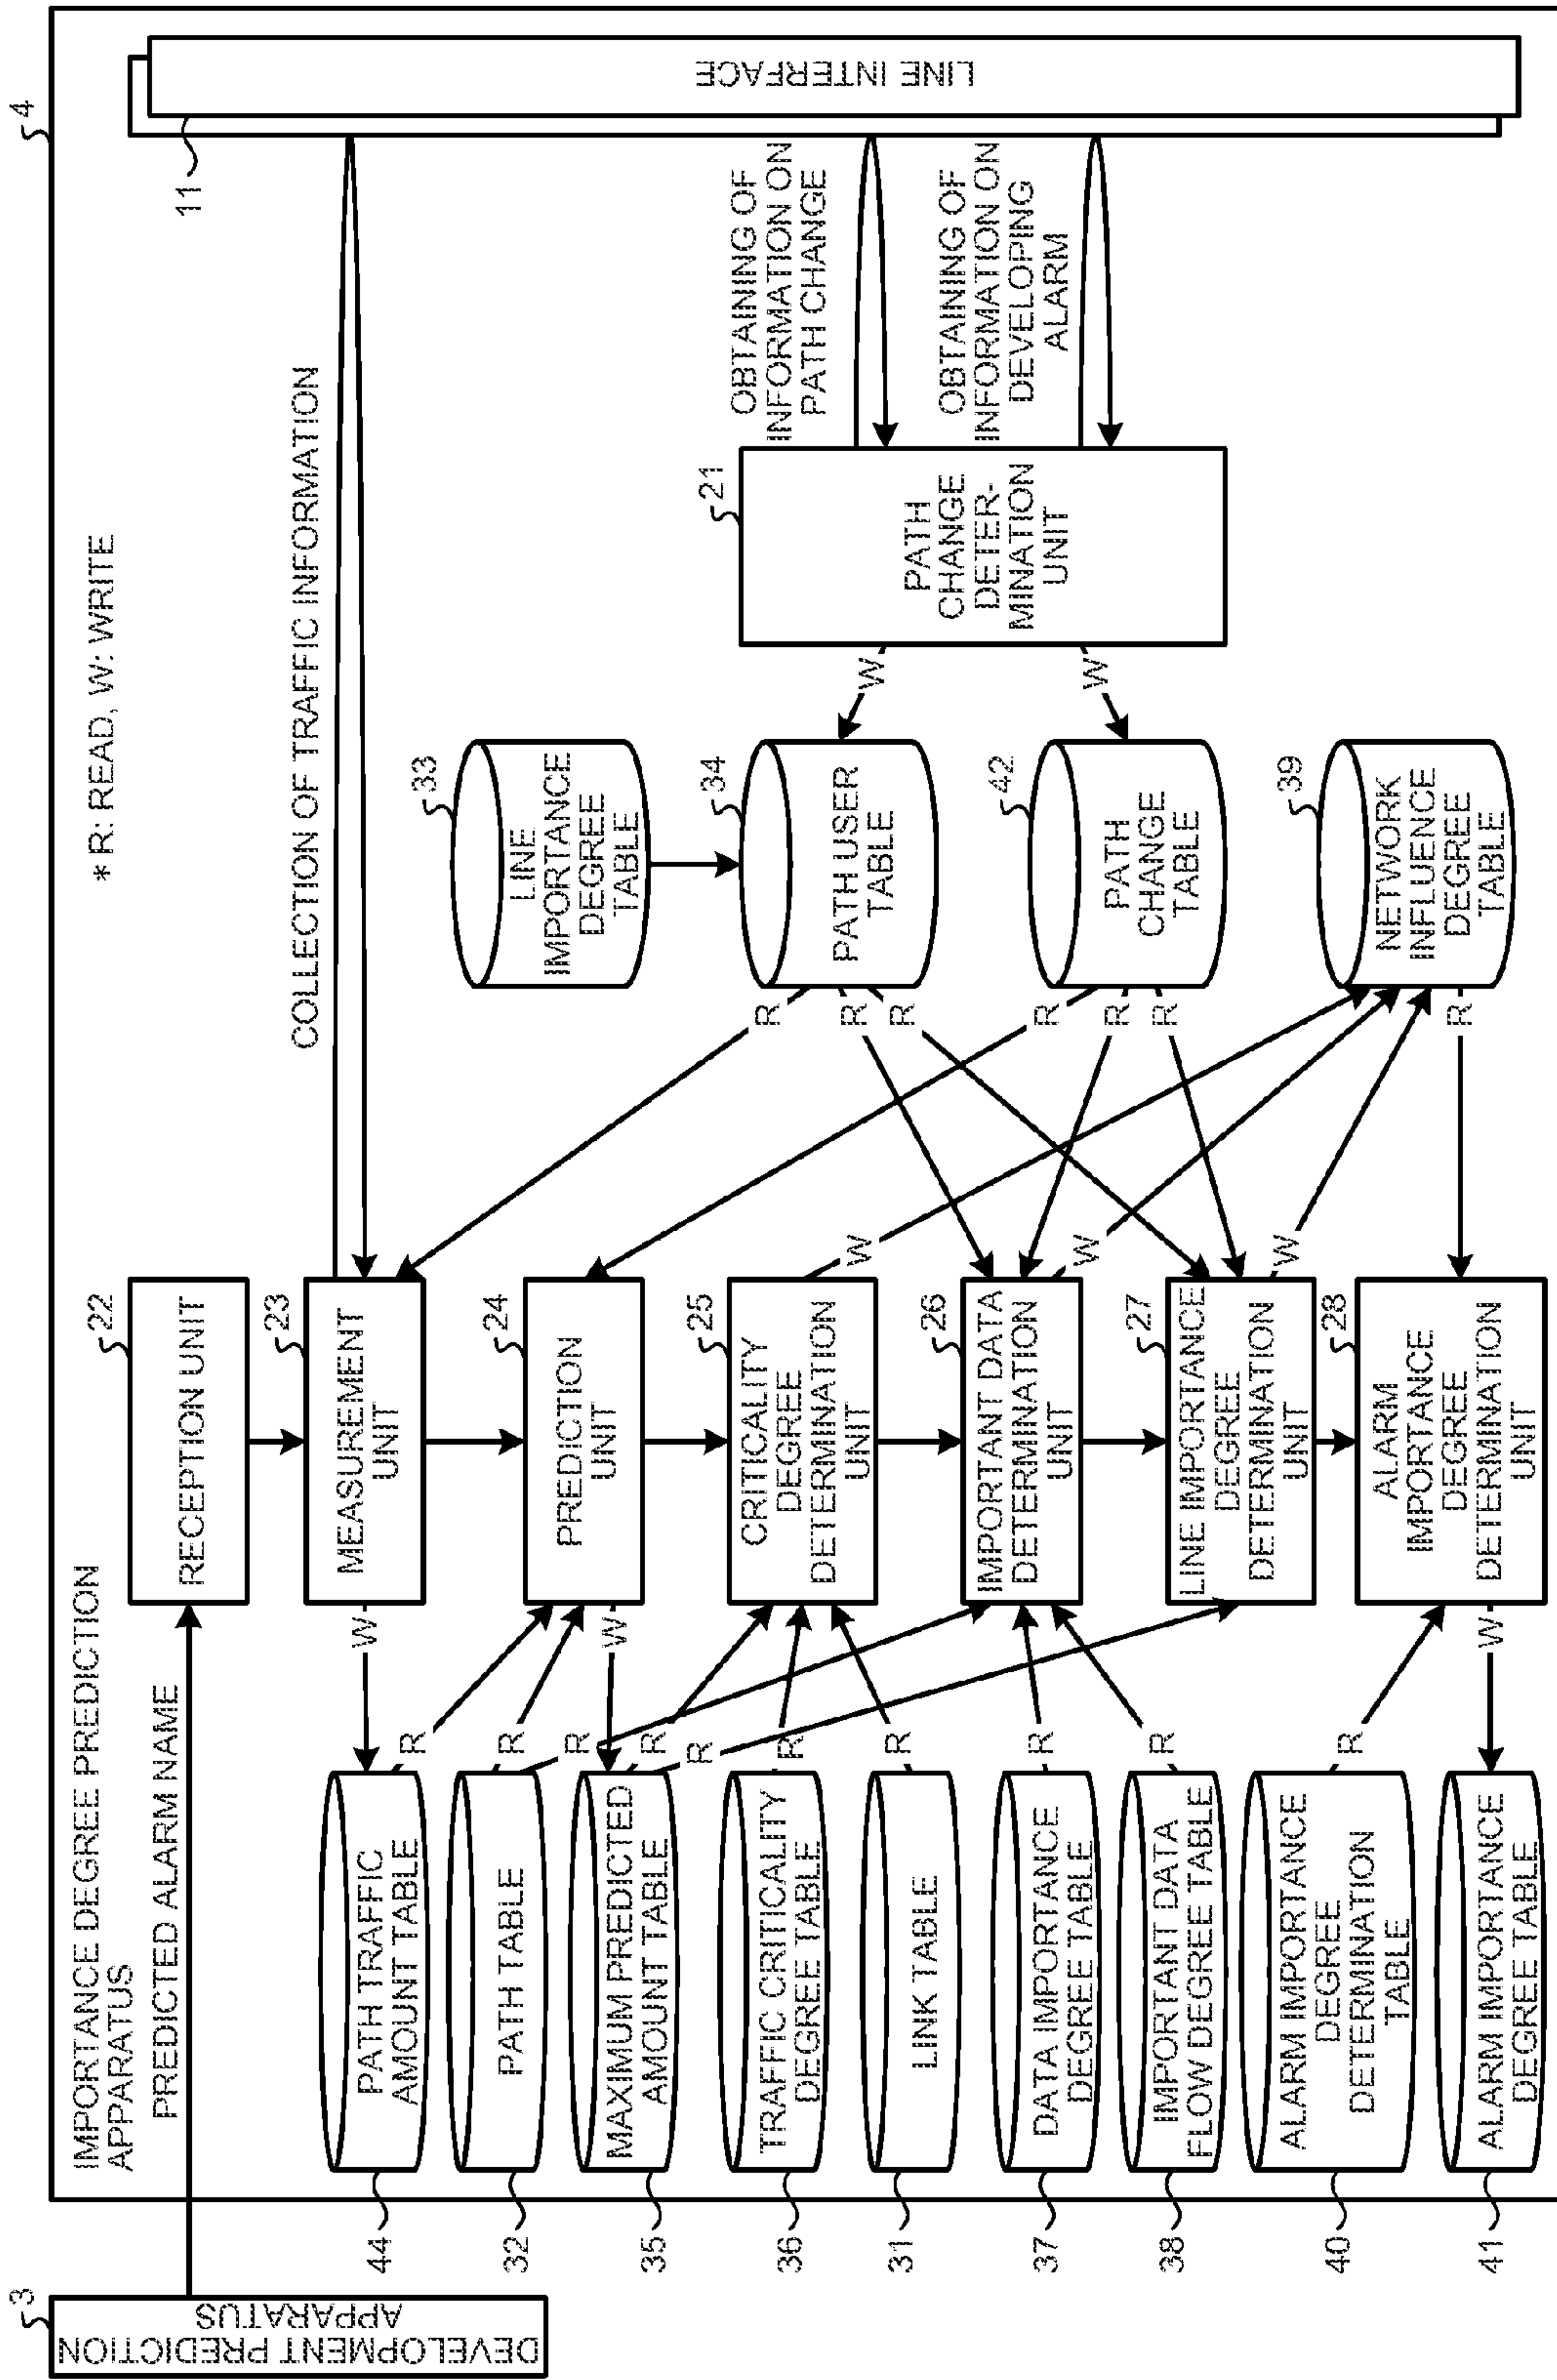 3
DEVELOPMENT PREDICTION
APPARATUS
4
IMPORTANCE DEGREE PREDICTION
APPARATUS
PREDICTED ALARM NAME
* R: READ, W: WRITE
22
RECEPTION UNIT
11
LINE INTERFACE
COLLECTION OF TRAFFIC INFORMATION
23
MEASUREMENT
UNIT
W
44
PATH TRAFFIC
AMOUNT TABLE
R
32
PATH TABLE
R
R
24
PREDICTION
UNIT
W
35
MAXIMUM PREDICTED
AMOUNT TABLE
R
R
25
CRITICALITY
DEGREE
DETERMINATION
UNIT
W
36
TRAFFIC CRITICALITY
DEGREE TABLE
R
31
LINK TABLE
R
26
IMPORTANT DATA
DETERMINATION
UNIT
W
37
DATA IMPORTANCE
DEGREE TABLE
R
38
IMPORTANT DATA
FLOW DEGREE TABLE
R
27
LINE IMPORTANCE
DEGREE
DETERMINATION
UNIT
W
28
ALARM
IMPORTANCE
DEGREE
DETERMINATION
UNIT
W
40
ALARM IMPORTANCE
DEGREE
DETERMINATION
TABLE
R
41
ALARM IMPORTANCE
DEGREE TABLE
33
LINE
IMPORTANCE
DEGREE
TABLE
34
PATH USER
TABLE
R
R
R
W
42
PATH
CHANGE
TABLE
R
R
R
W
39
NETWORK
INFLUENCE
DEGREE
TABLE
R
21
PATH
CHANGE
DETER-
MINATION
UNIT
OBTAINING OF
INFORMATION ON
PATH CHANGE
OBTAINING OF
INFORMATION ON
DEVELOPING
ALARM